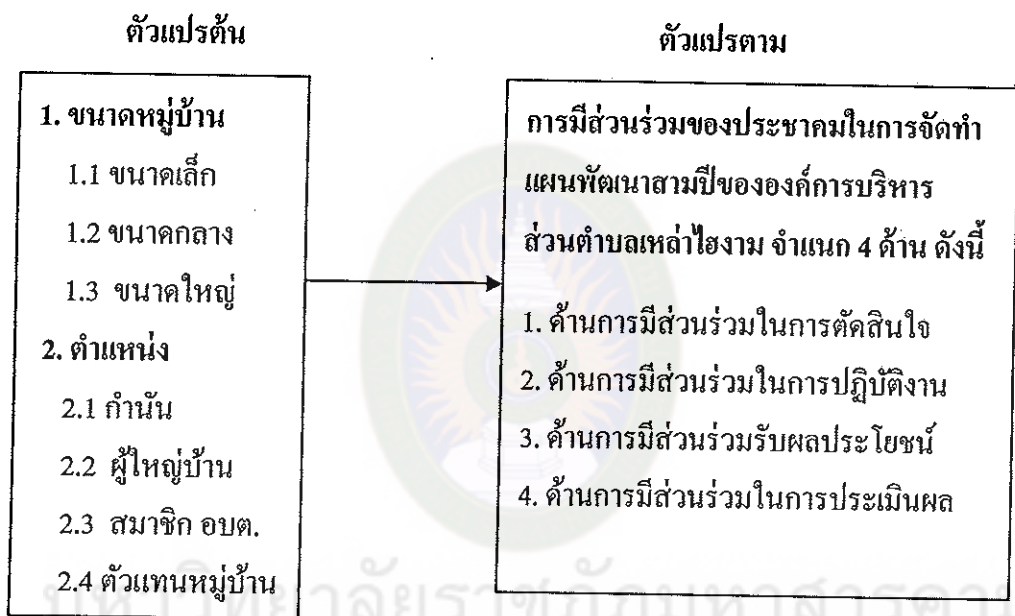 ตัวแปรต้น
1. ขนาดหมู่บ้าน
1.1 ขนาดเล็ก
1.2 ขนาดกลาง
1.3 ขนาดใหญ่
2. ตำแหน่ง
2.1 กำนัน
2.2 ผู้ใหญ่บ้าน
2.3 สมาชิก อบต.
2.4 ตัวแทนหมู่บ้าน
ตัวแปรตาม
การมีส่วนร่วมของประชาคมในการจัดทำ
แผนพัฒนาสามปีขององค์การบริหาร
ส่วนตำบลเหล่าไฮงาม จำแนก 4 ด้าน ดังนี้
1. ด้านการมีส่วนร่วมในการตัดสินใจ
2. ด้านการมีส่วนร่วมในการปฏิบัติงาน
3. ด้านการมีส่วนร่วมรับผลประโยชน์
4. ด้านการมีส่วนร่วมในการประเมินผล